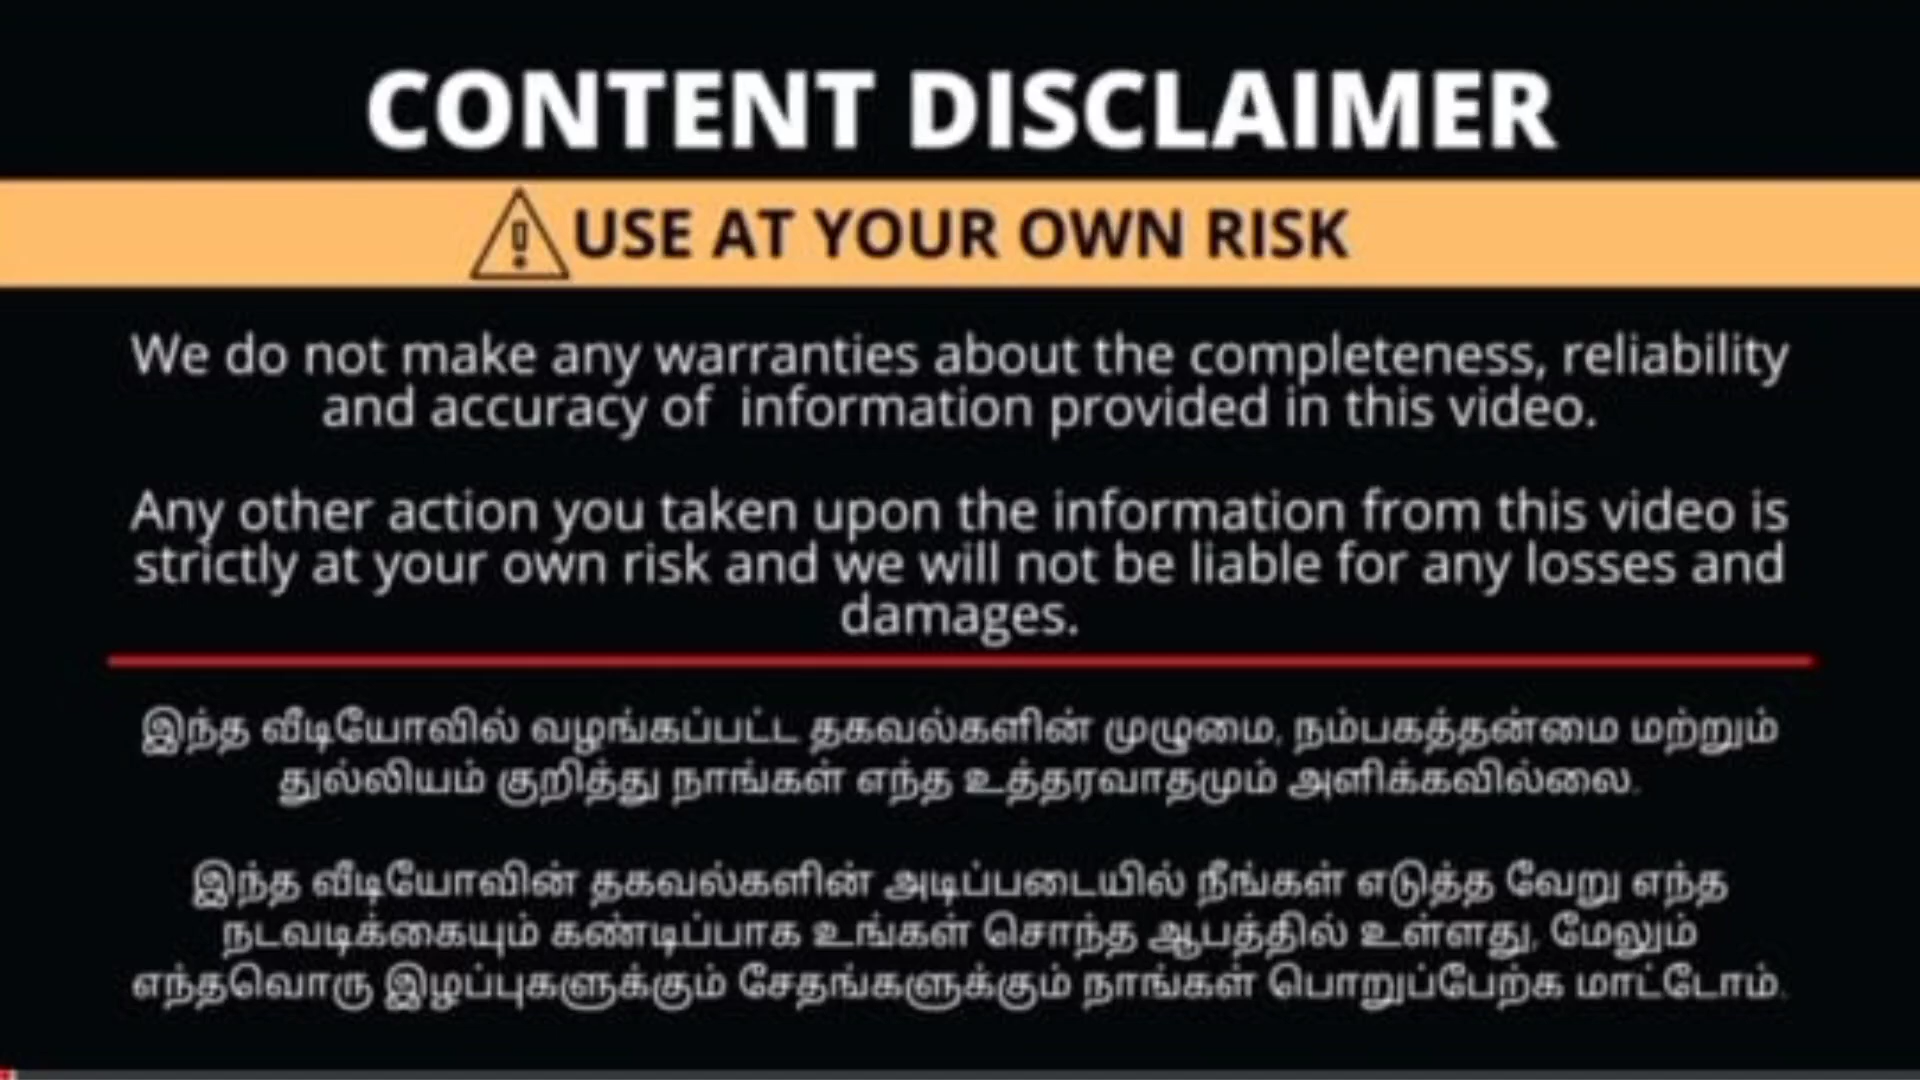 CONTENT DISCLAIMER
USE AT YOUR OWN RISK
We do not make any warranties about the completeness, reliability
and accuracy of information provided in this video.
Any other action you taken upon the information from this video is
strictly at your own risk and we will not be liable for any losses and
damages.
இந்த வீடியோவில் வழங்கப்பட்ட தகவல்களின் முழுமை, நம்பகத்தன்மை மற்றும்
துல்லியம் குறித்து நாங்கள் எந்த உத்தரவாதமும் அளிக்கவில்லை.
இந்த வீடியோவின் தகவல்களின் அடிப்படையில் நீங்கள் எடுத்த வேறு எந்த
நடவடிக்கையும் கண்டிப்பாக உங்கள் சொந்த ஆபத்தில் உள்ளது, மேலும்
எந்தவொரு இழப்புகளுக்கும் சேதங்களுக்கும் நாங்கள் பொறுப்பேற்க மாட்டோம்.